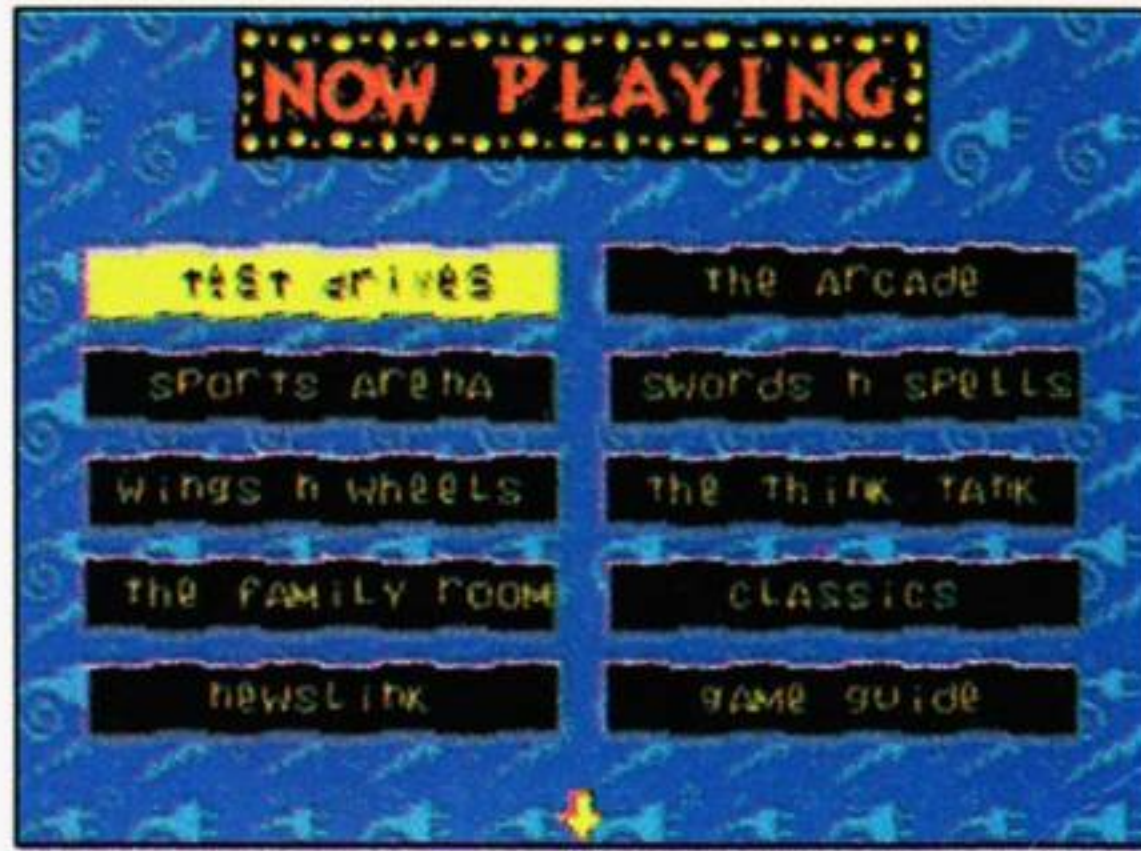 NOW PLAYING
TesT drives
The ArcAde
sPorTs ArenA
swords n sPeLLs
wings n wheeLs
The Think TAnk
The fAMiLY rooM
cLAssics
newsLink
gAMe guide